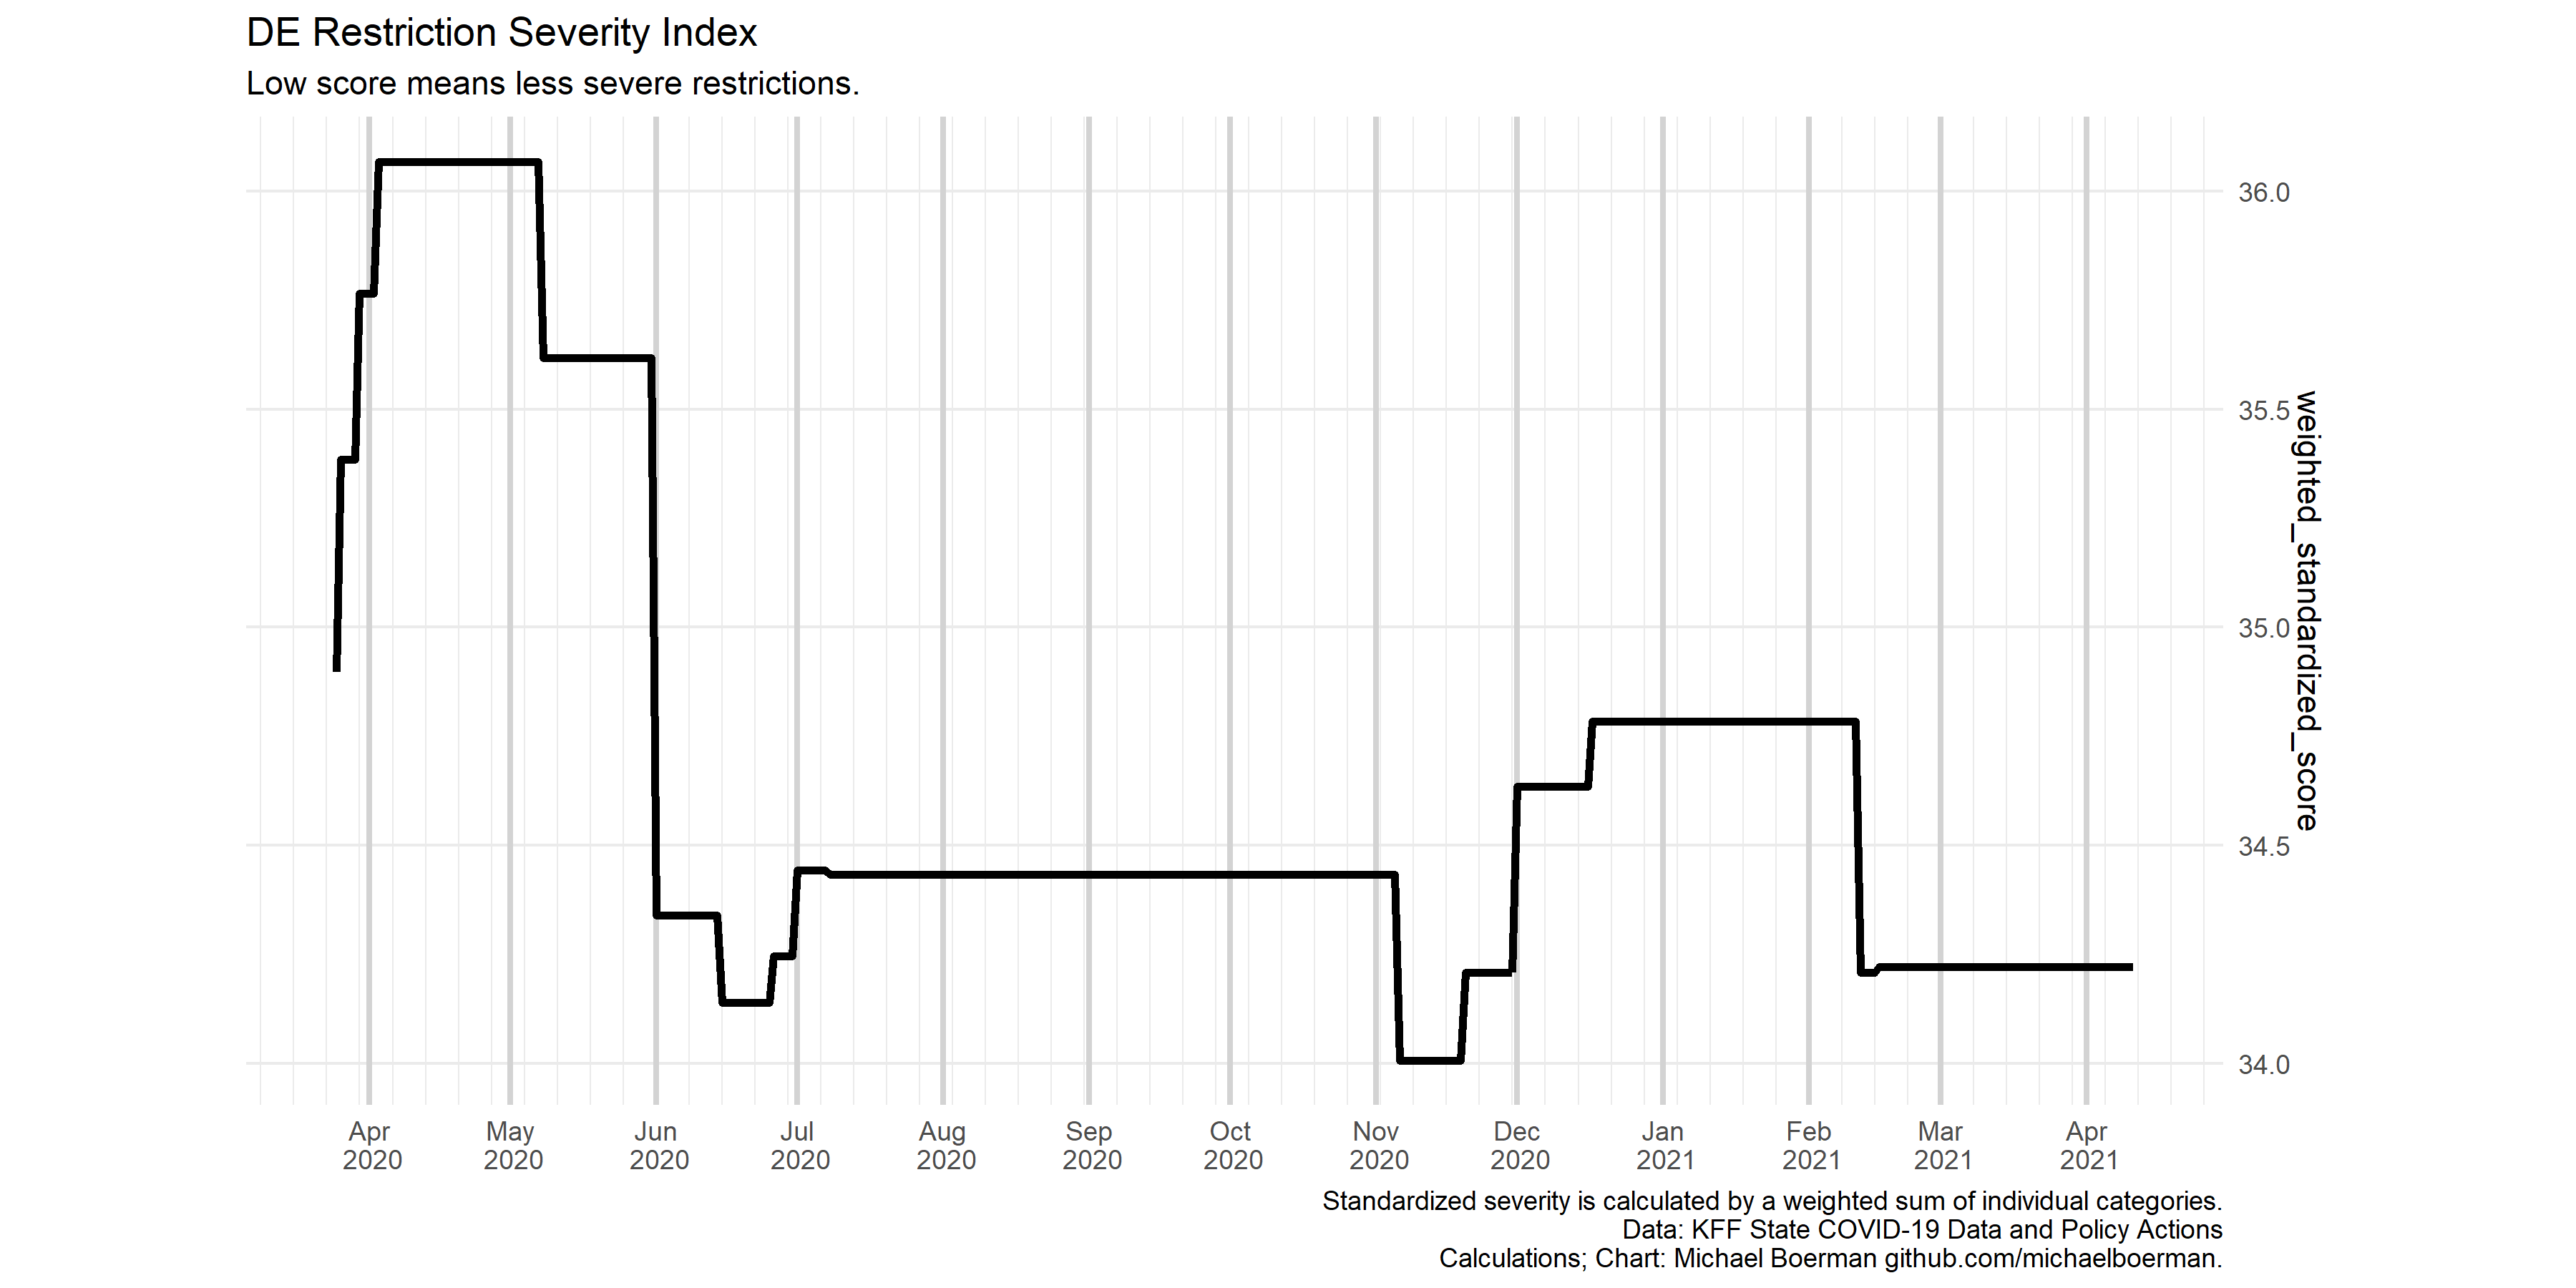 DE Restriction Severity Index
Low score means less severe restrictions.
36.0
35.5
35.0
34.5
34.0
weighted_standardized_score
Apr May Jun Jul Aug Sep Oct Nov Dec Jan Feb Mar Apr
2020 2020 2020 2020 2020 2020 2020 2020 2020 2021 2021 2021 2021
Standardized severity is calculated by a weighted sum of individual categories.
Data: KFF State COVID-19 Data and Policy Actions
Calculations; Chart: Michael Boerman github.com/michaelboerman.